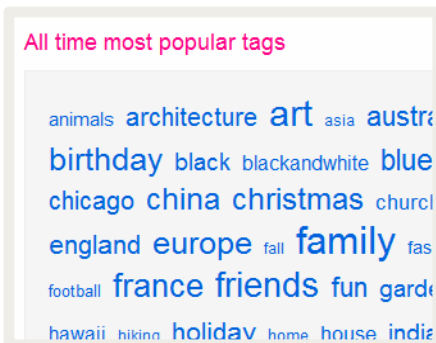 All time most popular tags
animals architecture art asia austra
birthday black blackandwhite blue
chicago china christmas church
england europe fall family fas
football france friends fun garde
hawaii hiking holiday home house india